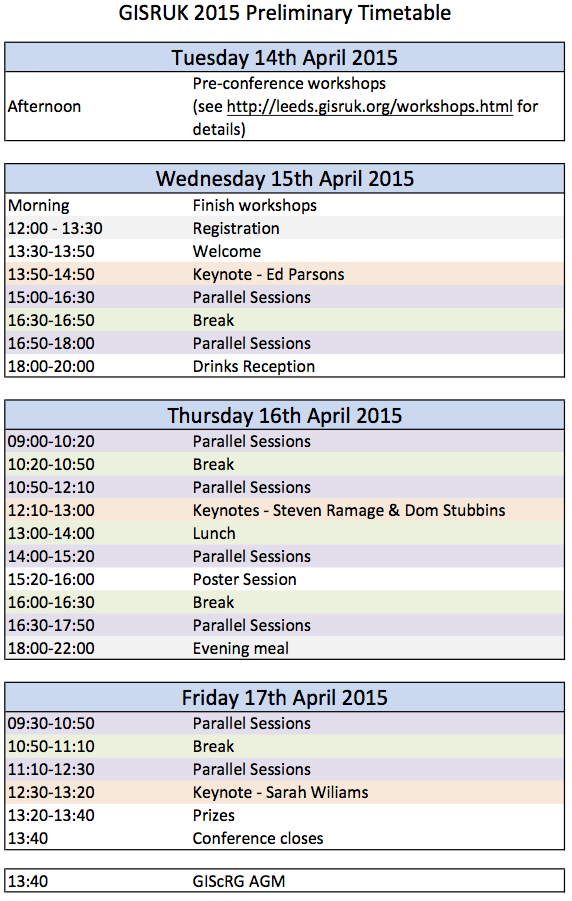 GISRUK 2015 Preliminary Timetable
Tuesday 14th April 2015
Pre-conference workshops
Afternoon (see http://leeds.gisruk.org/workshops.html for
details)
Wednesday 15th April 2015
Morning Finish workshops
12:00 - 13:30 Registration
13:30-13:50 Welcome
13:50-14:50 Keynote - Ed Parsons
15:00-16:30 Parallel Sessions
16:30-16:50 Break
16:50-18:00 Parallel Sessions
18:00-20:00 Drinks Reception
Thursday 16th April 2015
09:00-10:20 Parallel Sessions
10:20-10:50 Break
10:50-12:10 Parallel Sessions
12:10-13:00 Keynotes - Steven Ramage & Dom Stubbins
13:00-14:00 Lunch
14:00-15:20 Parallel Sessions
15:20-16:00 Poster Session
16:00-16:30 Break
16:30-17:50 Parallel Sessions
18:00-22:00 Evening meal
Friday 17th April 2015
09:30-10:50 Parallel Sessions
10:50-11:10 Break
11:10-12:30 Parallel Sessions
12:30-13:20 Keynote - Sarah Wiliams
13:20-13:40 Prizes
13:40 Conference closes
13:40 GIScRG AGM